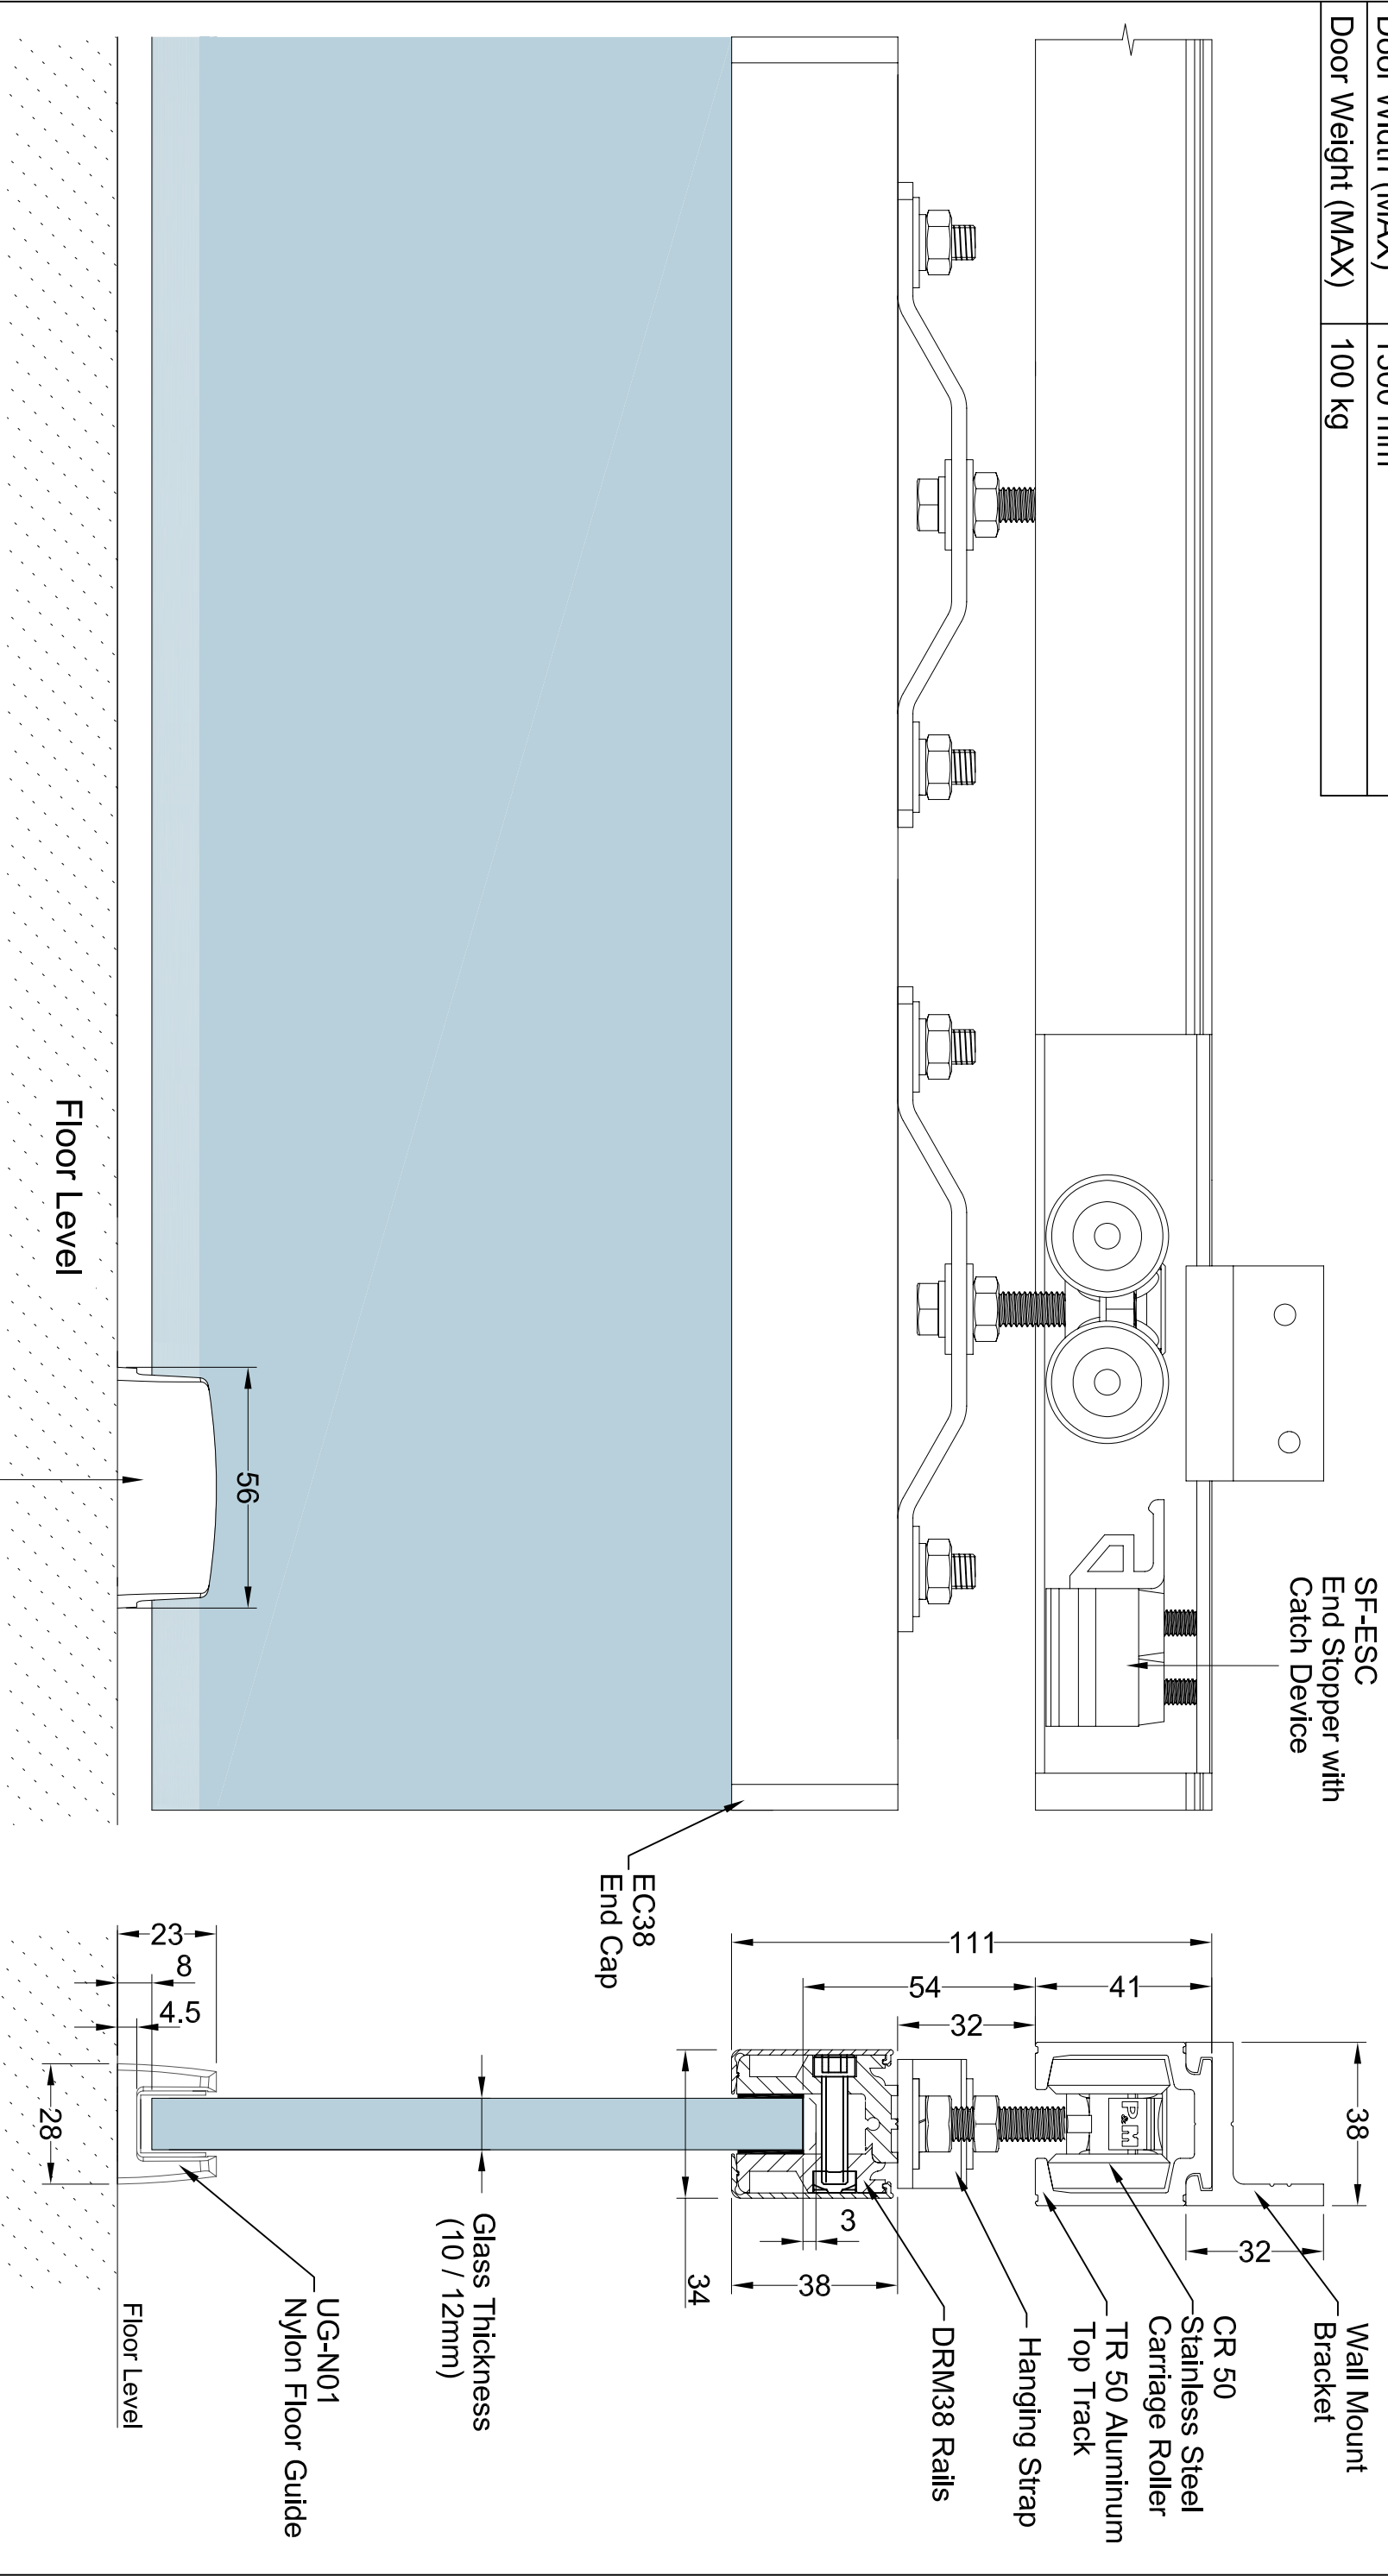 Door Weight (MAX) 100 kg
SF-ESC
End Stopper with
Catch Device
Wall Mount
Bracket
CR 50
Stainless Steel
Carriage Roller
TR 50 Aluminum
Top Track
Hanging Strap
DRM38 Rails
EC38
End Cap
Glass Thickness
(10 / 12mm)
UG-N01
Nylon Floor Guide
Floor Level
Floor Level
P&M
38
32
41
111
54
32
3
38
34
23
8
4.5
28
56